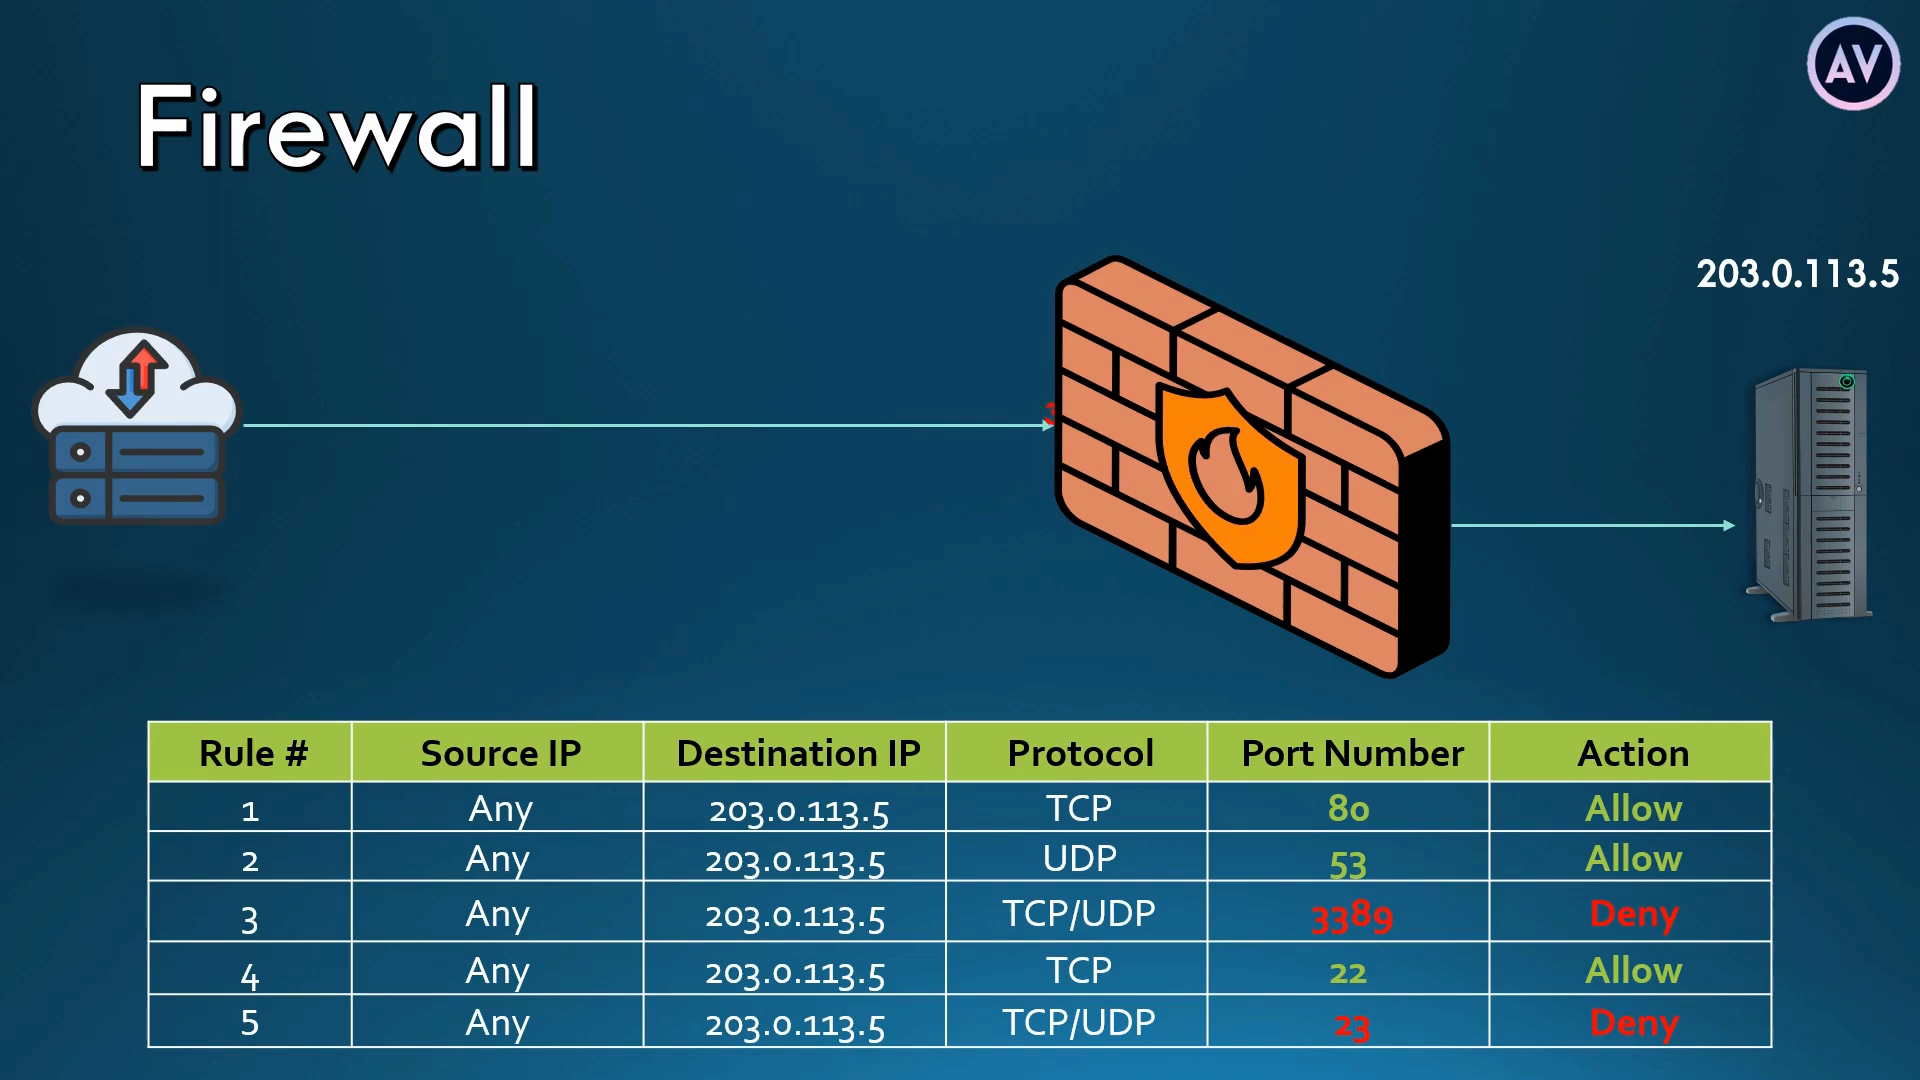 AV
Firewall
203.0.113.5
Rule # Source IP Destination IP Protocol Port Number Action
1 Any 203.0.113.5 TCP 80 Allow
2 Any 203.0.113.5 UDP 53 Allow
3 Any 203.0.113.5 TCP/UDP 3389 Deny
4 Any 203.0.113.5 TCP 22 Allow
5 Any 203.0.113.5 TCP/UDP 23 Deny